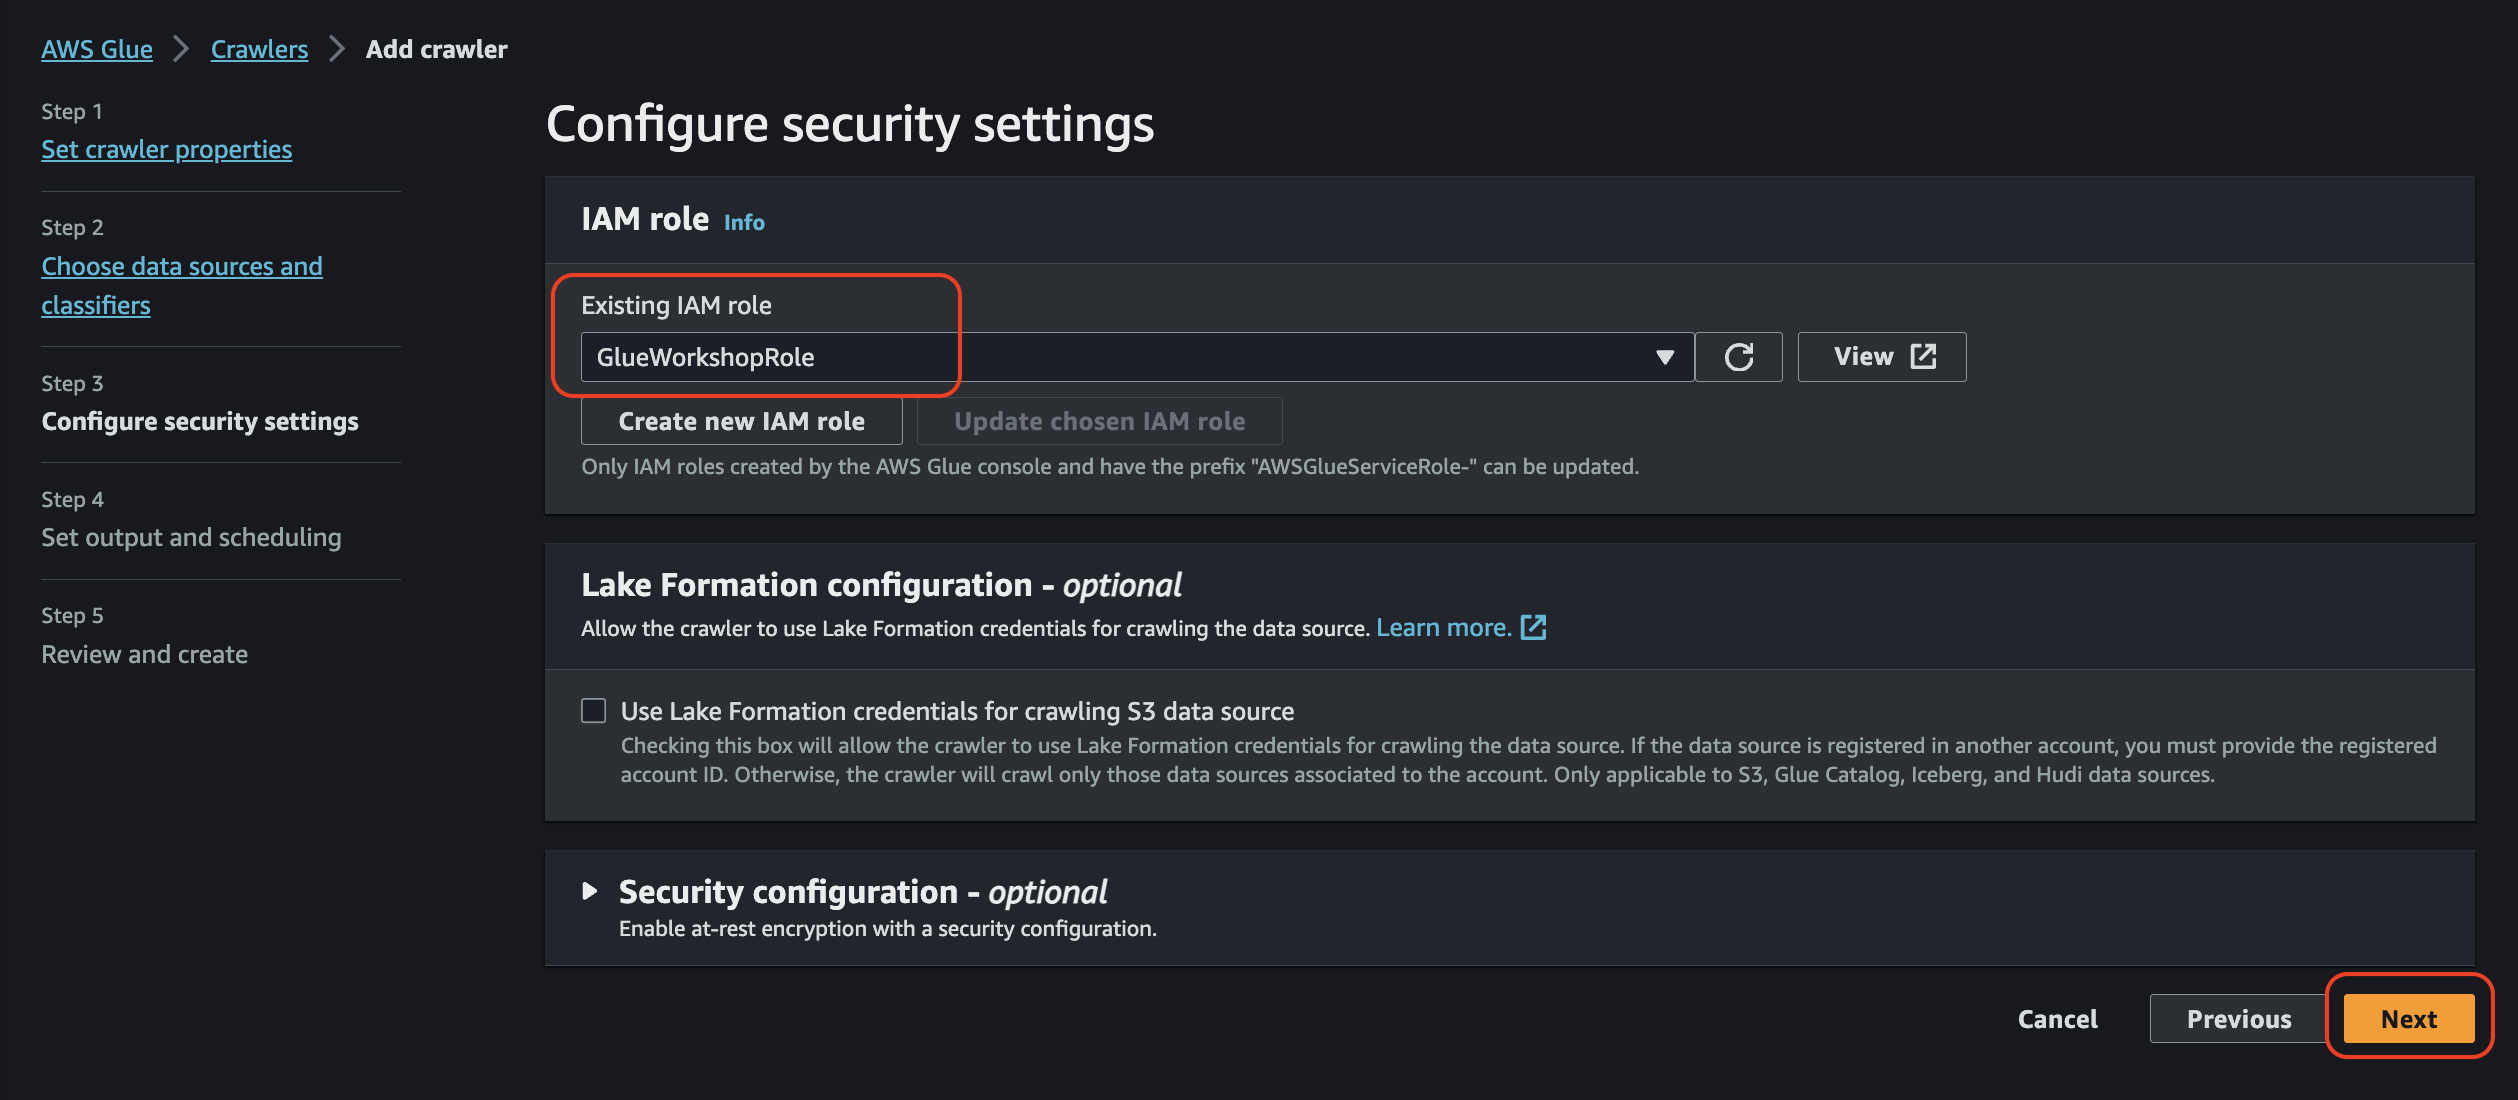 AWS Glue > Crawlers > Add crawler
Step 1
Set crawler properties
Step 2
Choose data sources and
classifiers
Step 3
Configure security settings
Step 4
Set output and scheduling
Step 5
Review and create
Configure security settings
IAM role Info
Existing IAM role
GlueWorkshopRole
View
Create new IAM role Update chosen IAM role
Only IAM roles created by the AWS Glue console and have the prefix "AWSGlueServiceRole-" can be updated.
Lake Formation configuration - optional
Allow the crawler to use Lake Formation credentials for crawling the data source. Learn more.
Use Lake Formation credentials for crawling S3 data source
Checking this box will allow the crawler to use Lake Formation credentials for crawling the data source. If the data source is registered in another account, you must provide the registered
account ID. Otherwise, the crawler will crawl only those data sources associated to the account. Only applicable to S3, Glue Catalog, Iceberg, and Hudi data sources.
Security configuration - optional
Enable at-rest encryption with a security configuration.
Cancel Previous Next